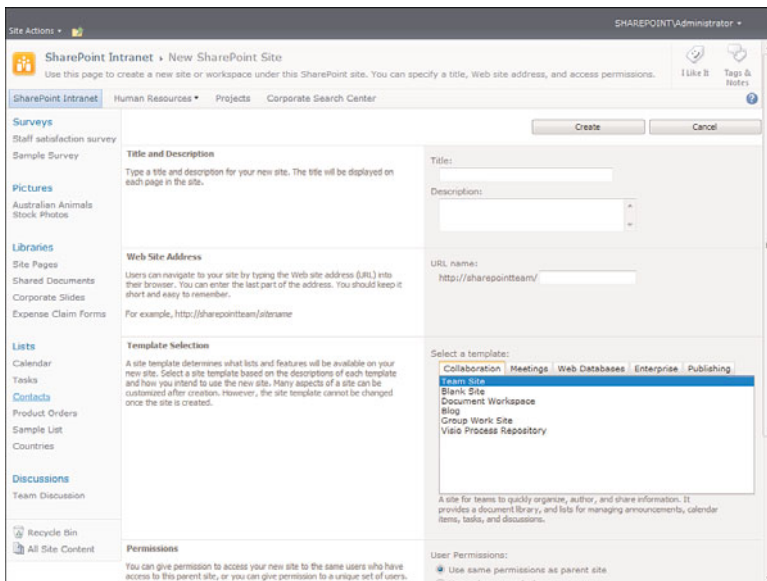 SHAREPOINT\Administrator
Site Actions
SharePoint Intranet › New SharePoint Site
Use this page to create a new site or workspace under this SharePoint site. You can specify a title, Web site address, and access permissions.
I Like It
Tags &
Notes
SharePoint Intranet Human Resources Projects Corporate Search Center
Surveys
Staff satisfaction survey
Sample Survey
Pictures
Australian Animals
Stock Photos
Libraries
Site Pages
Shared Documents
Corporate Slides
Expense Claim Forms
Lists
Calendar
Tasks
Contacts
Product Orders
Sample List
Countries
Discussions
Team Discussion
Recycle Bin
All Site Content
Create Cancel
Title and Description
Type a title and description for your new site. The title will be displayed on
each page in the site.
Title:
Description:
Web Site Address
Users can navigate to your site by typing the Web site address (URL) into
their browser. You can enter the last part of the address. You should keep it
short and easy to remember.
For example, http://sharepointteam/sitename
URL name:
http://sharepointteam/
Template Selection
A site template determines what lists and features will be available on your
new site. Select a site template based on the descriptions of each template
and how you intend to use the new site. Many aspects of a site can be
customized after creation. However, the site template cannot be changed
once the site is created.
Select a template:
Collaboration Meetings Web Databases Enterprise Publishing
Team Site
Blank Site
Document Workspace
Blog
Group Work Site
Visio Process Repository
A site for teams to quickly organize, author, and share information. It
provides a document library, and lists for managing announcements, calendar
items, tasks, and discussions.
Permissions
You can give permission to access your new site to the same users who have
access to this parent site, or you can give permission to a unique set of users.
User Permissions:
Use same permissions as parent site